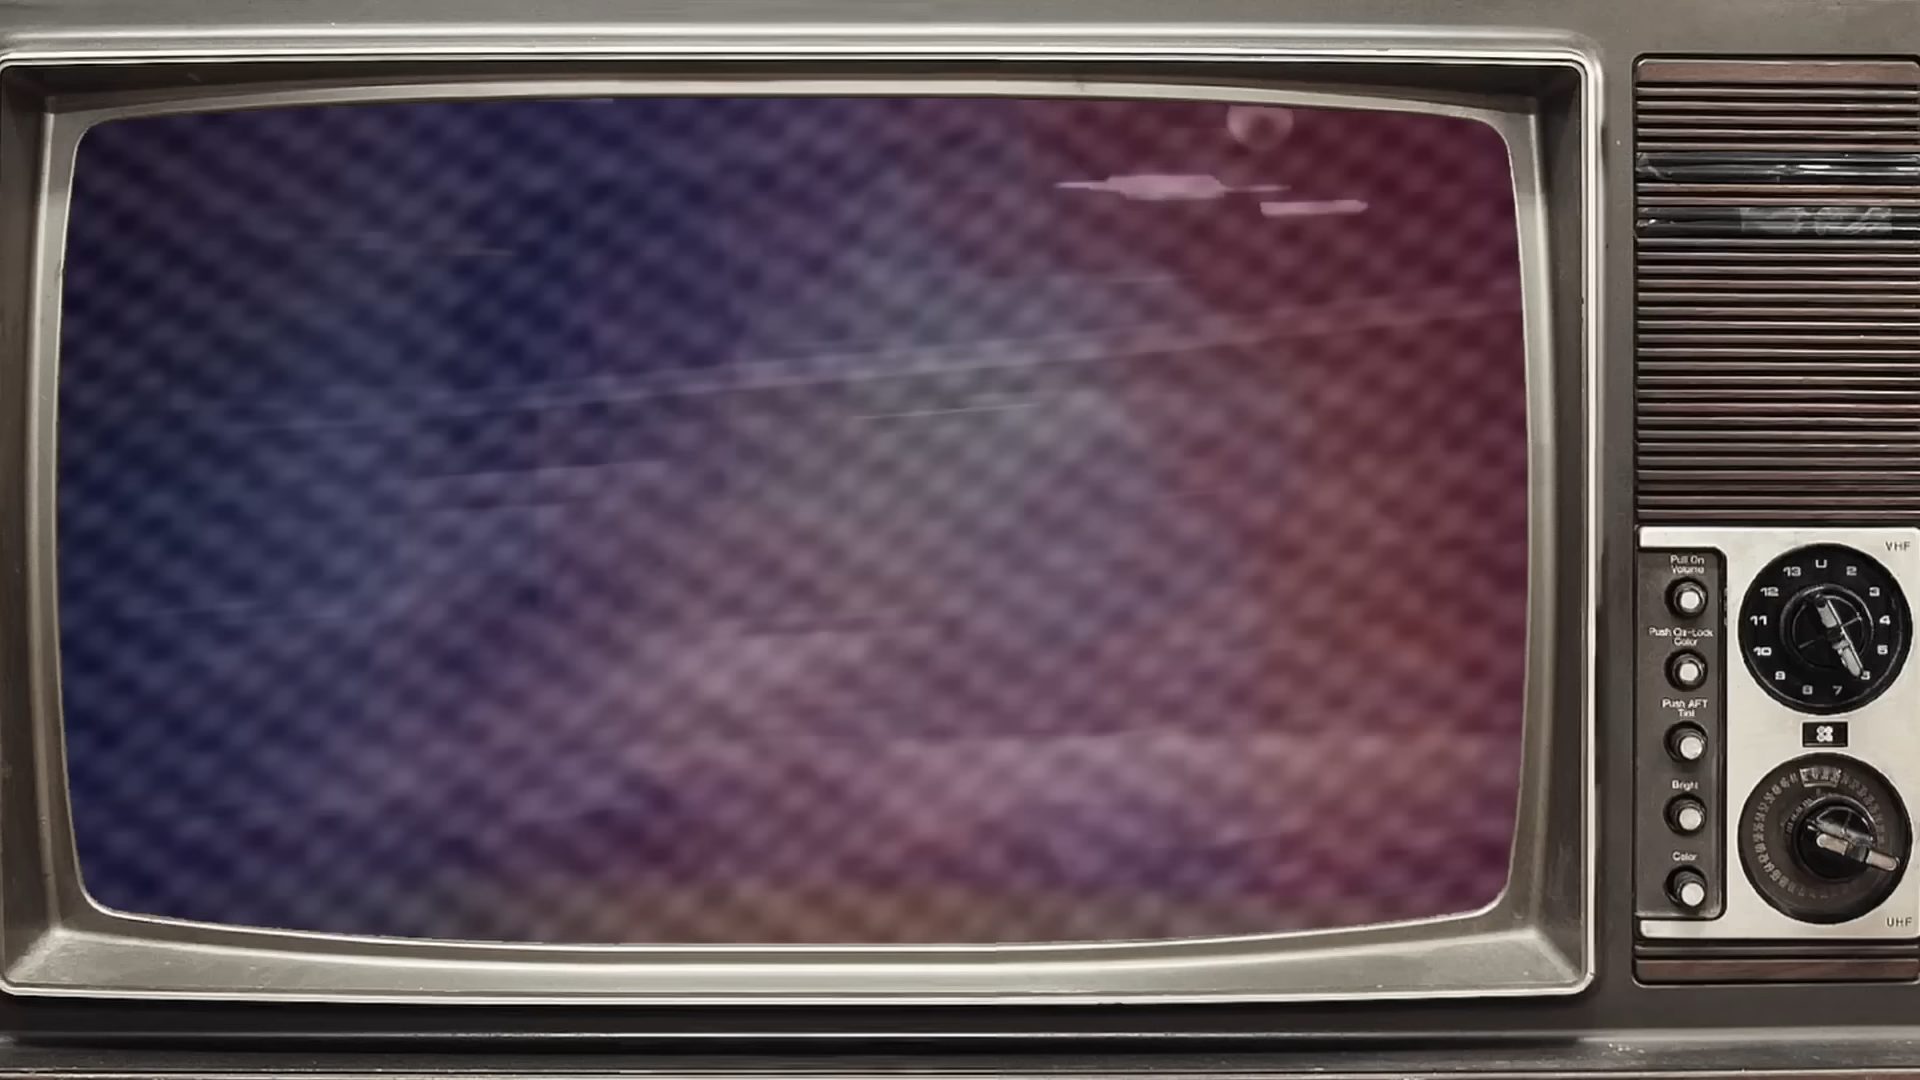 VHF
Pull On
Volume
Push On-Lock
Color
Push AFT
Tint
Bright
Color
U
2
3
4
5
7
8
9
10
11
12
13
UHF